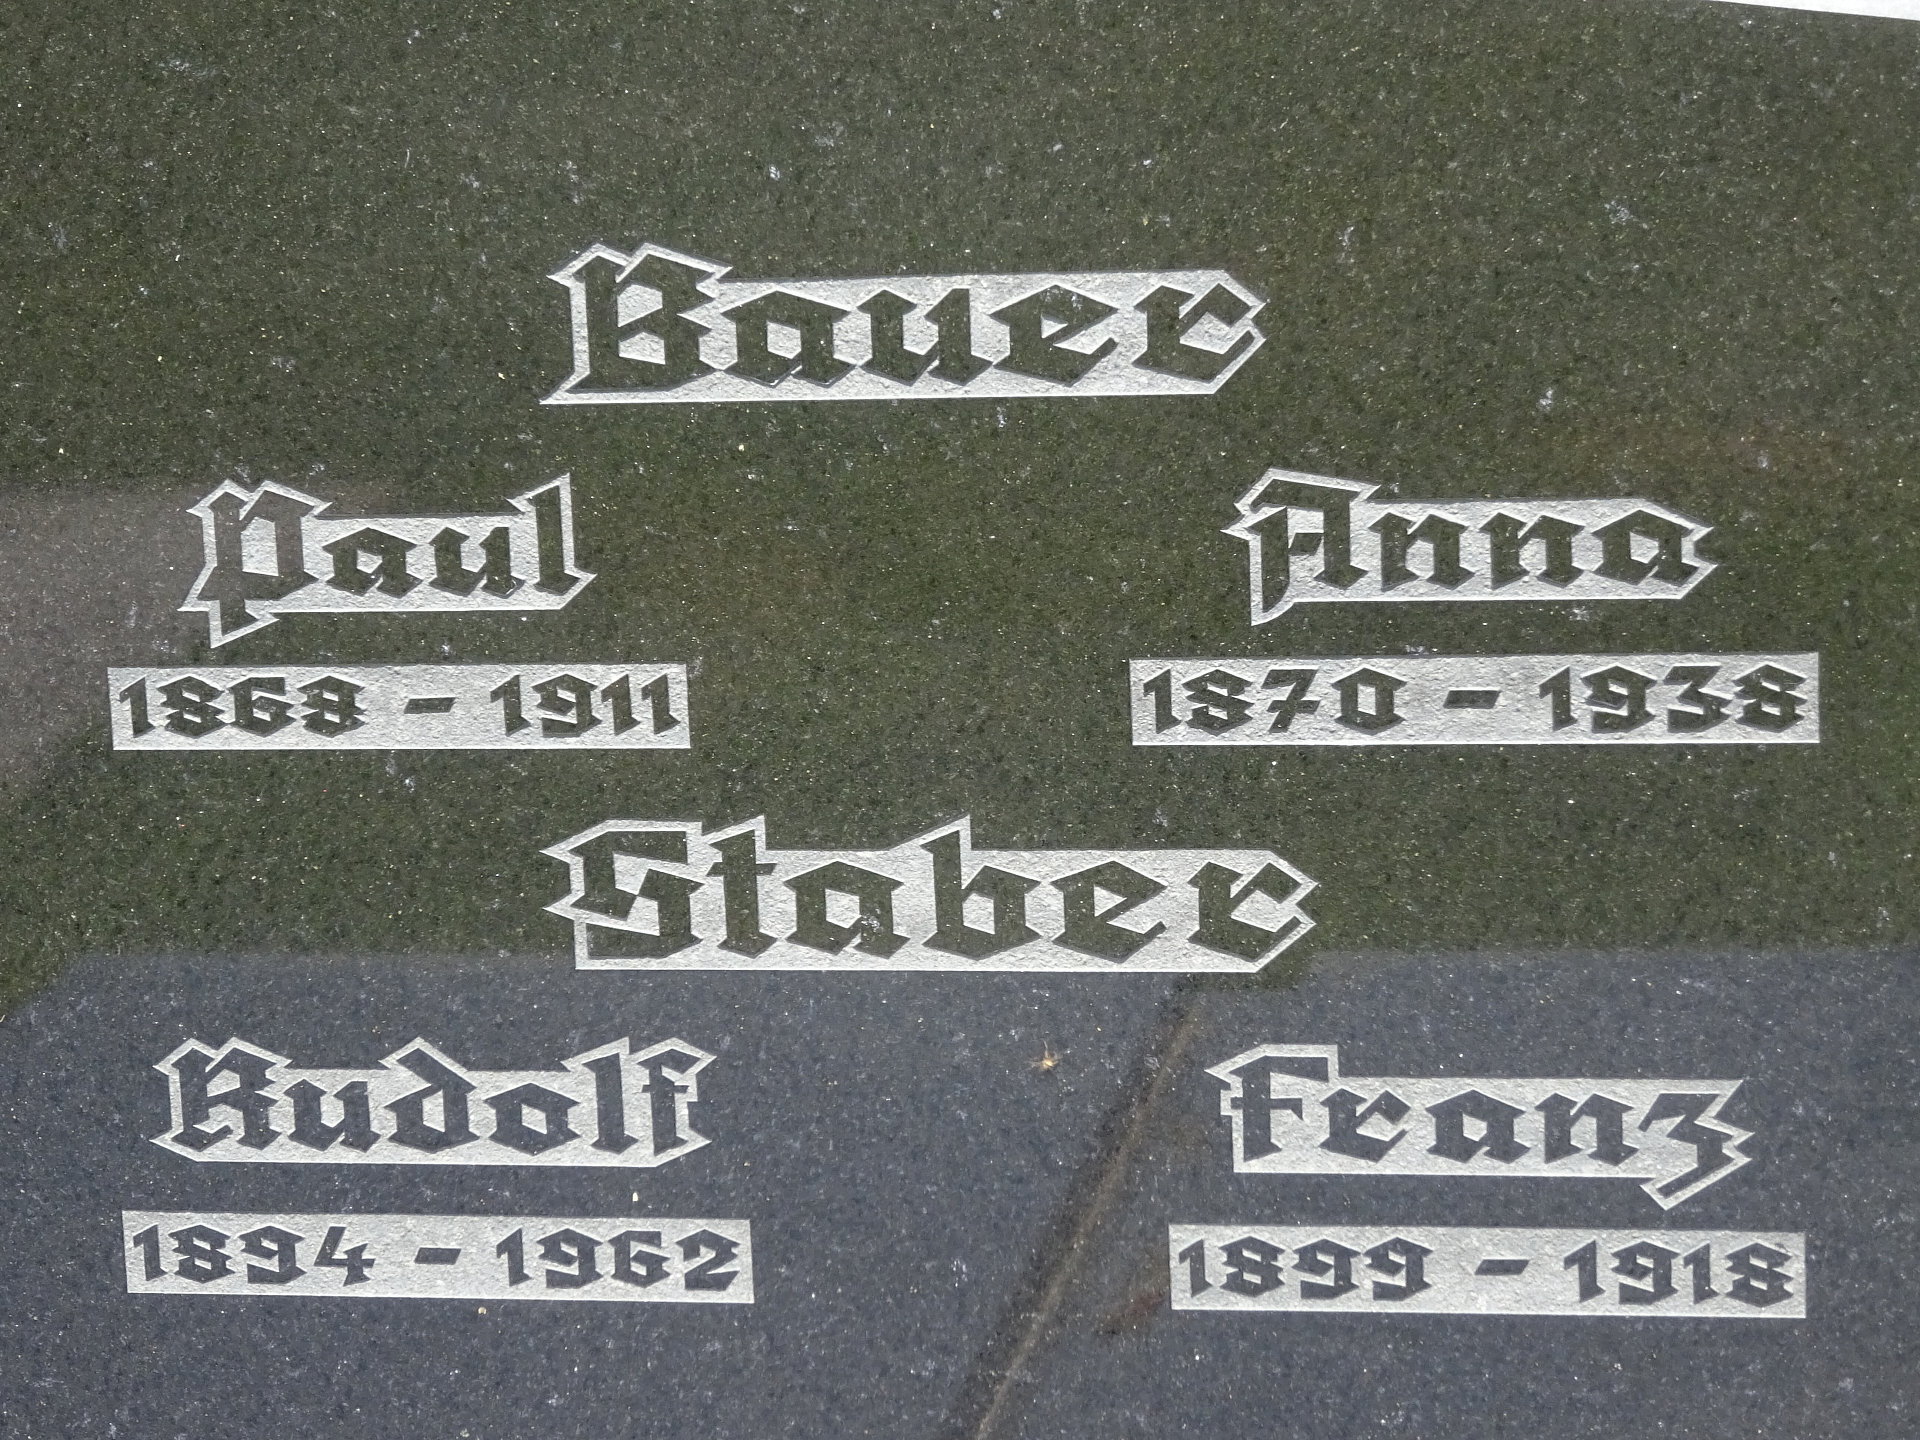 Bauer
Paul Anna
1868 - 1911 1870 - 1938
Staber
Rudolf Franz
1894 - 1962 1899 - 1918